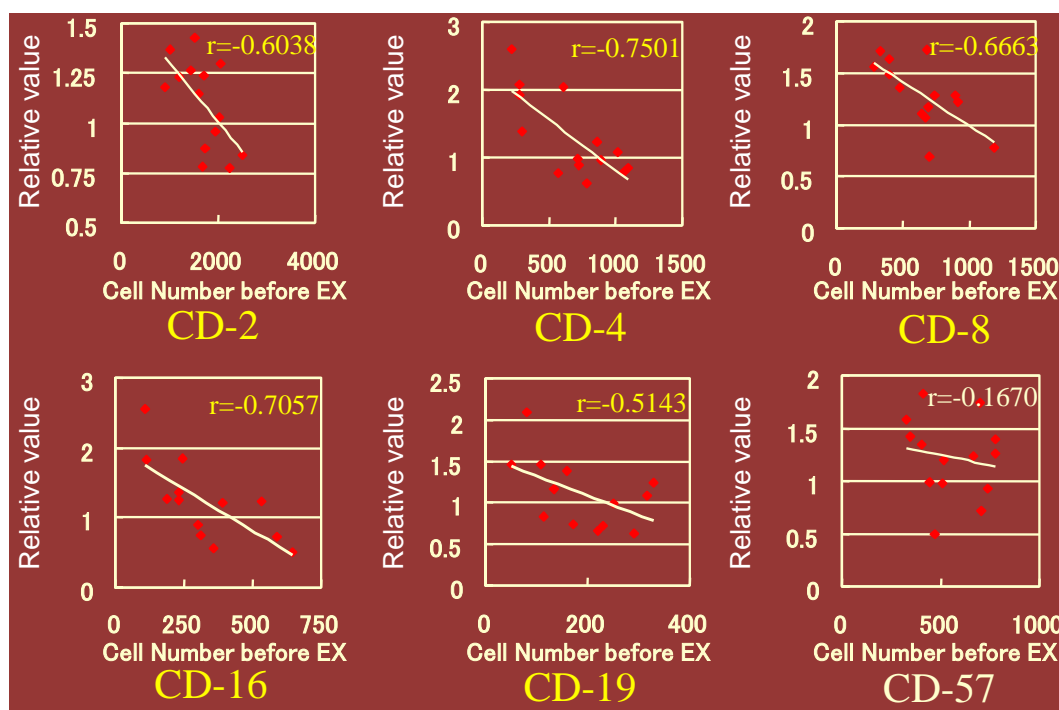 r=-0.6038
Relative value
1.5
1.25
1
0.75
0.5
0 2000 4000
Cell Number before EX
CD-2
r=-0.7501
Relative value
3
2
1
0
0 500 1000 1500
Cell Number before EX
CD-4
r=-0.6663
Relative value
2
1.5
1
0.5
0
0 500 1000 1500
Cell Number before EX
CD-8
r=-0.7057
Relative value
3
2
1
0
0 250 500 750
Cell Number before EX
CD-16
r=-0.5143
Relative value
2.5
2
1.5
1
0.5
0
0 200 400
Cell Number before EX
CD-19
r=-0.1670
Relative value
2
1.5
1
0.5
0
0 500 1000
Cell Number before EX
CD-57